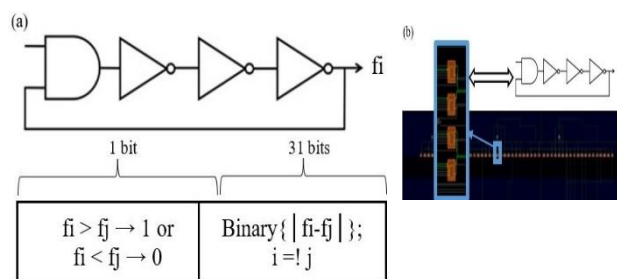 (a)
fi
1 bit
31 bits
fi > fj → 1 or
fi < fj → 0
Binary{│fi-fj│};
i =! j
(b)